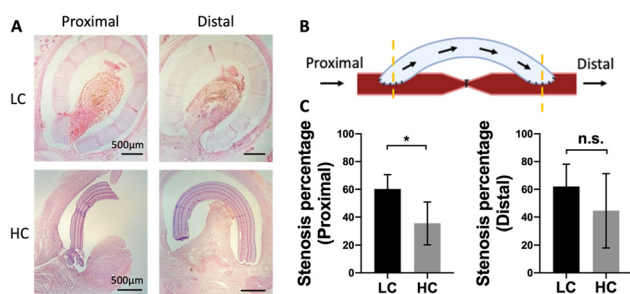 A
Proximal
Distal
LC
500μm
HC
500μm
B
Proximal
Distal
C
Stenosis percentage
(Proximal)
100
80
60
40
20
0
*
LC
HC
Stenosis percentage
(Distal)
100
80
60
40
20
0
n.s.
LC
HC